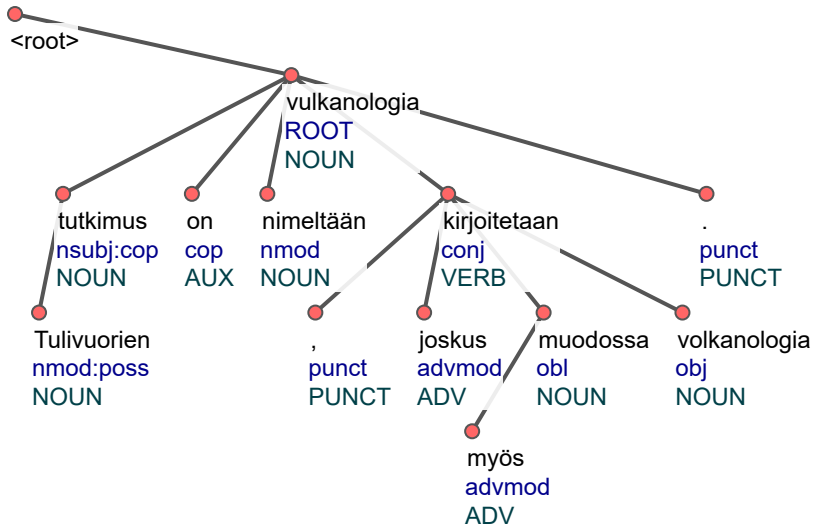 <root>
vulkanologia
ROOT
NOUN
tutkimus
nsubj:cop
NOUN
on
cop
AUX
nimeltään
nmod
NOUN
kirjoitetaan
conj
VERB
.
punct
PUNCT
Tulivuorien
nmod:poss
NOUN
,
punct
PUNCT
joskus
advmod
ADV
muodossa
obl
NOUN
volkanologia
obj
NOUN
myös
advmod
ADV